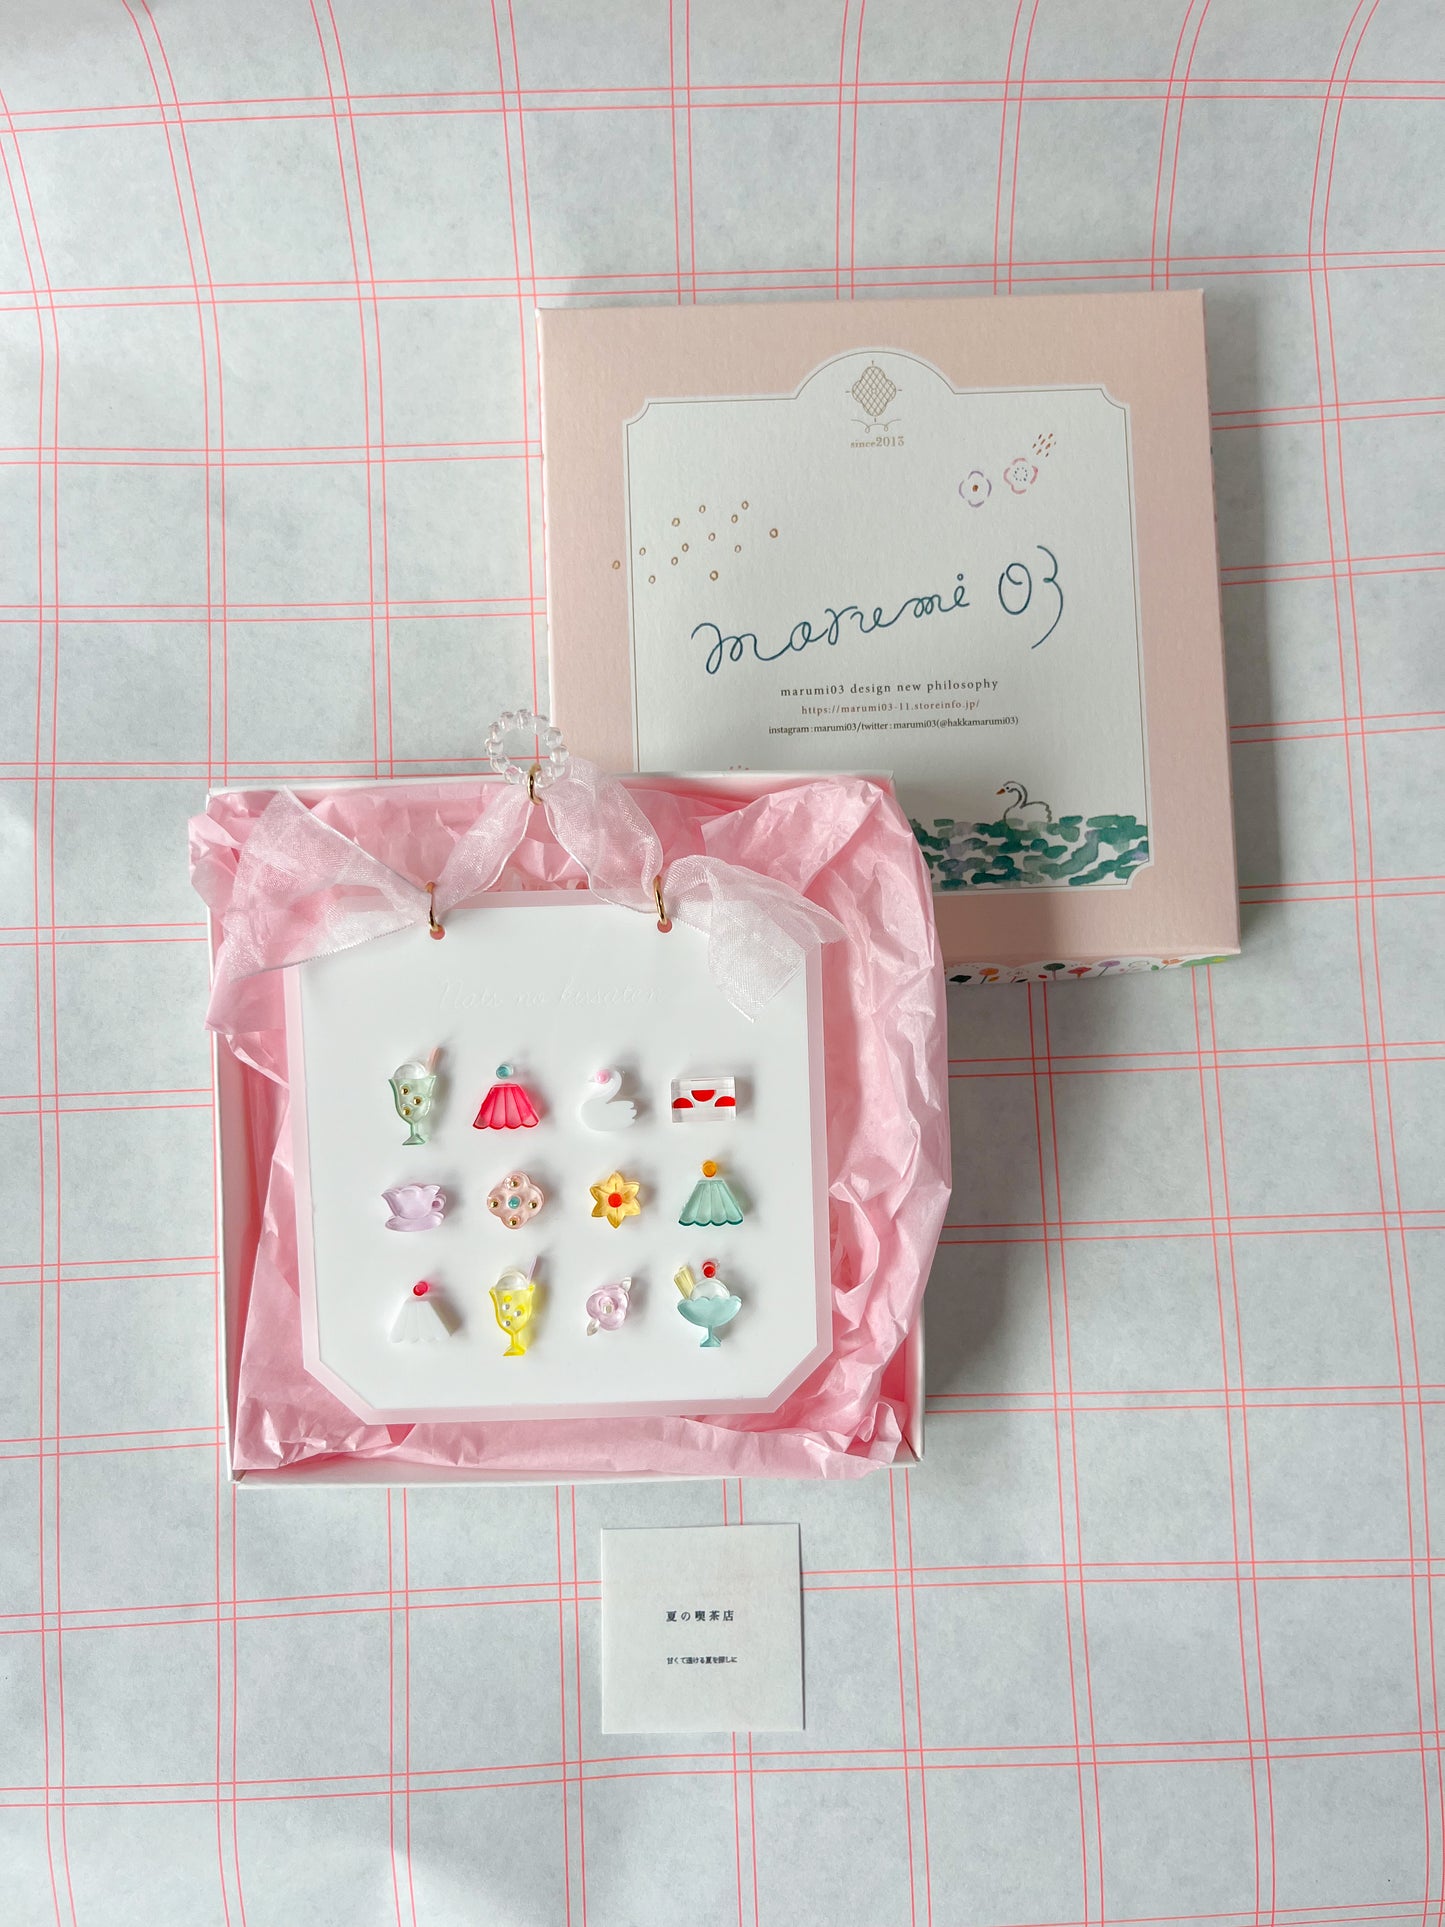 since2013
marumi 03
marumi03 design new philosophy
https://marumi03-11.storeinfo.jp/
instagram:marumi03/twitter:marumi03(@hakkamarumi03)
Nats no kissaten
夏の喫茶店
甘くて透ける夏を探しに